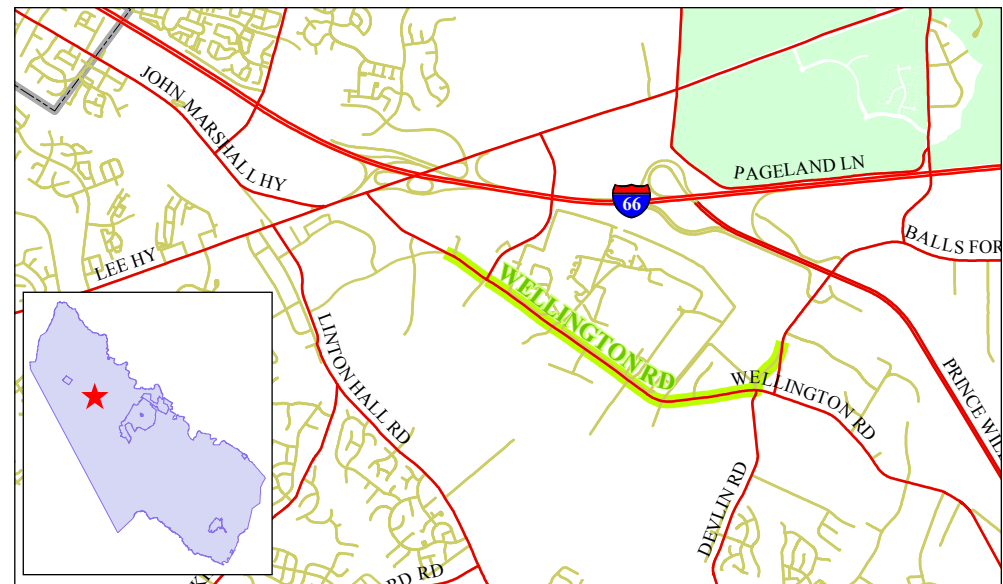 JOHN MARSHALL HY
PAGELAND LN
66
BALLS FOR
LEE HY
WELLINGTON RD
LINTON HALL RD
WELLINGTON RD
PRINCE WILL
DEVLIN RD
RD RD